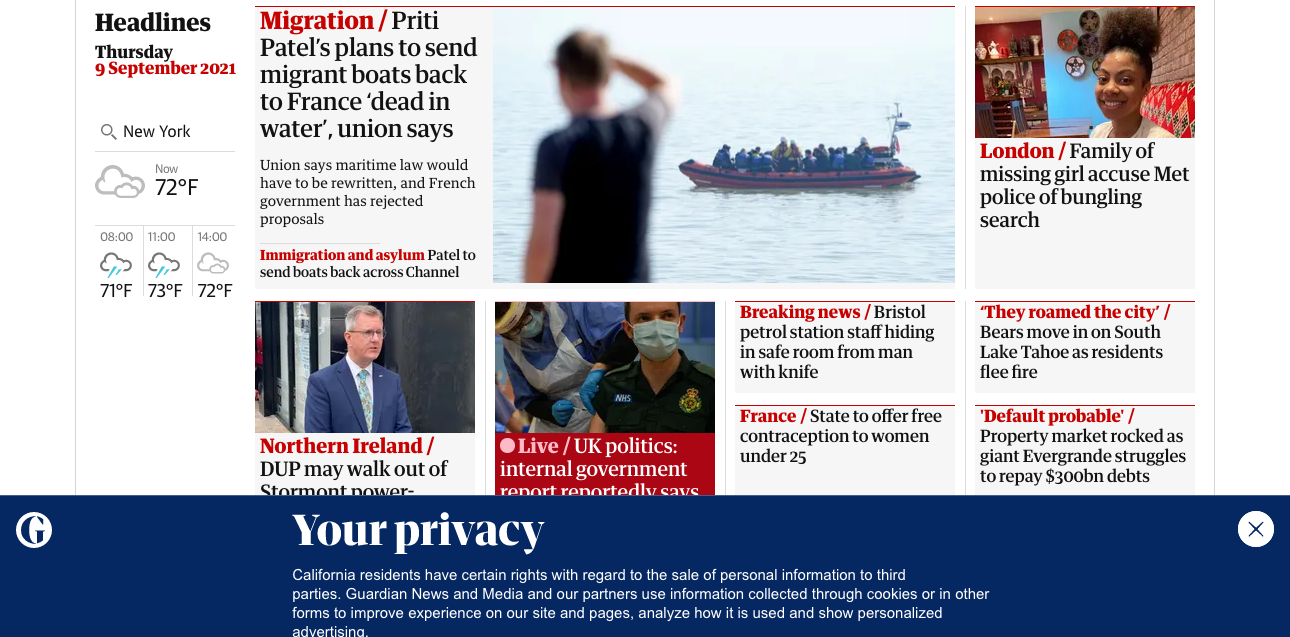 Headlines
Thursday
9 September 2021
New York
Now
72°F
08:00
11:00
14:00
71°F
73°F
72°F
Migration / Priti
Patel’s plans to send
migrant boats back
to France ‘dead in
water’, union says
Union says maritime law would
have to be rewritten, and French
government has rejected
proposals
Immigration and asylum Patel to
send boats back across Channel
London / Family of
missing girl accuse Met
police of bungling
search
Northern Ireland /
DUP may walk out of
Stormont power-
NHS
Live / UK politics:
internal government
report reportedly says
Breaking news / Bristol
petrol station staff hiding
in safe room from man
with knife
France / State to offer free
contraception to women
under 25
‘They roamed the city’ /
Bears move in on South
Lake Tahoe as residents
flee fire
'Default probable' /
Property market rocked as
giant Evergrande struggles
to repay $300bn debts
G
Your privacy
California residents have certain rights with regard to the sale of personal information to third
parties. Guardian News and Media and our partners use information collected through cookies or in other
forms to improve experience on our site and pages, analyze how it is used and show personalized
advertising.